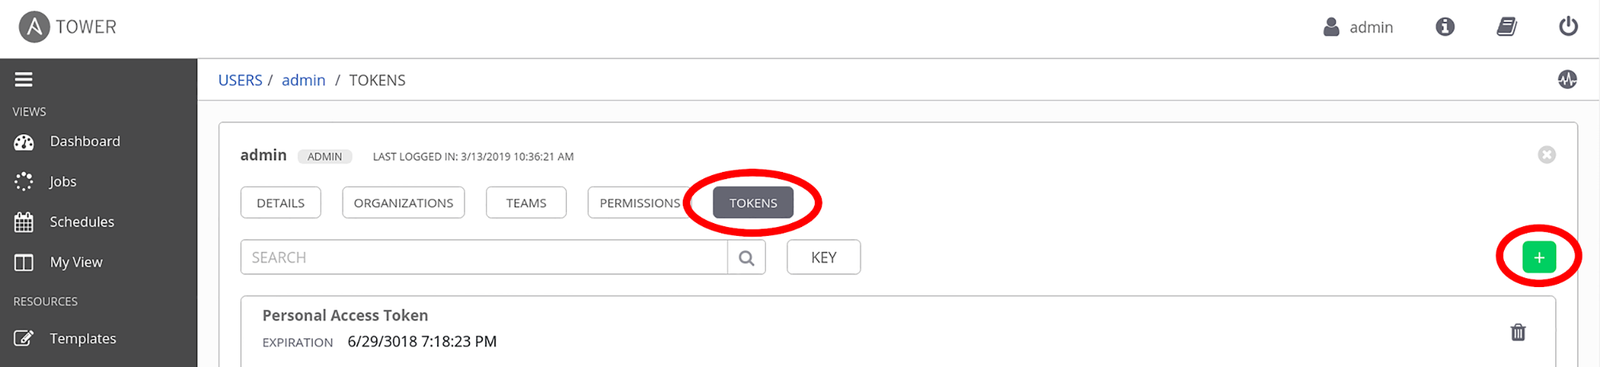 TOWER
admin
VIEWS
Dashboard
Jobs
Schedules
My View
RESOURCES
Templates
USERS / admin / TOKENS
admin ADMIN LAST LOGGED IN: 3/13/2019 10:36:21 AM
DETAILS ORGANIZATIONS TEAMS PERMISSIONS TOKENS
SEARCH KEY +
Personal Access Token
EXPIRATION 6/29/3018 7:18:23 PM